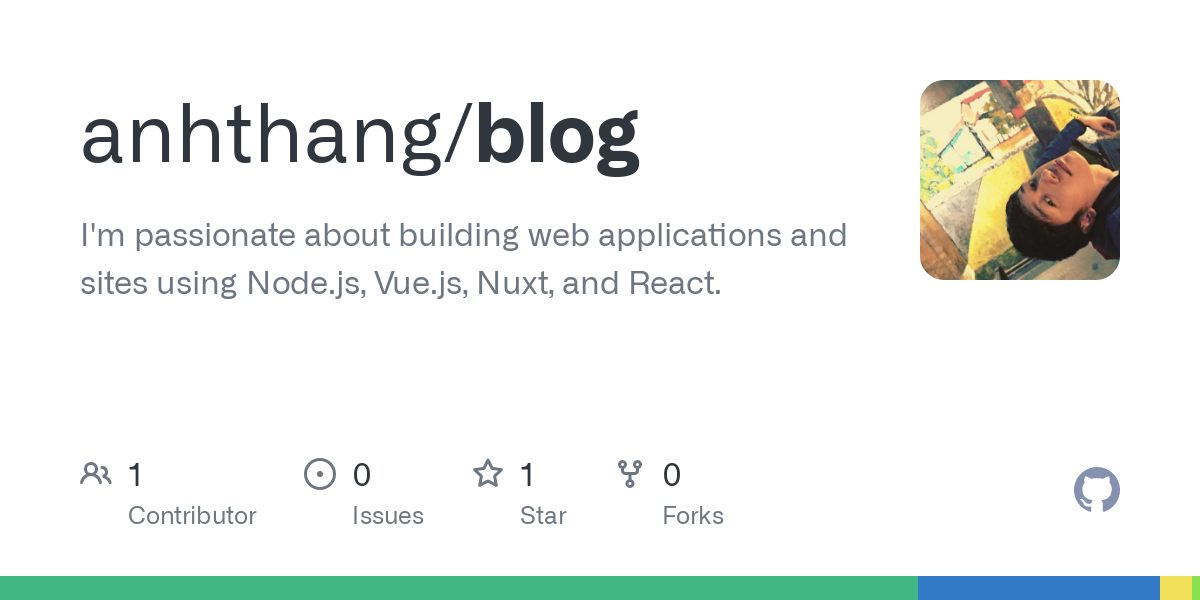 anhthang/blog
I'm passionate about building web applications and
sites using Node.js, Vue.js, Nuxt, and React.
1 0 1 0
Contributor Issues Star Forks